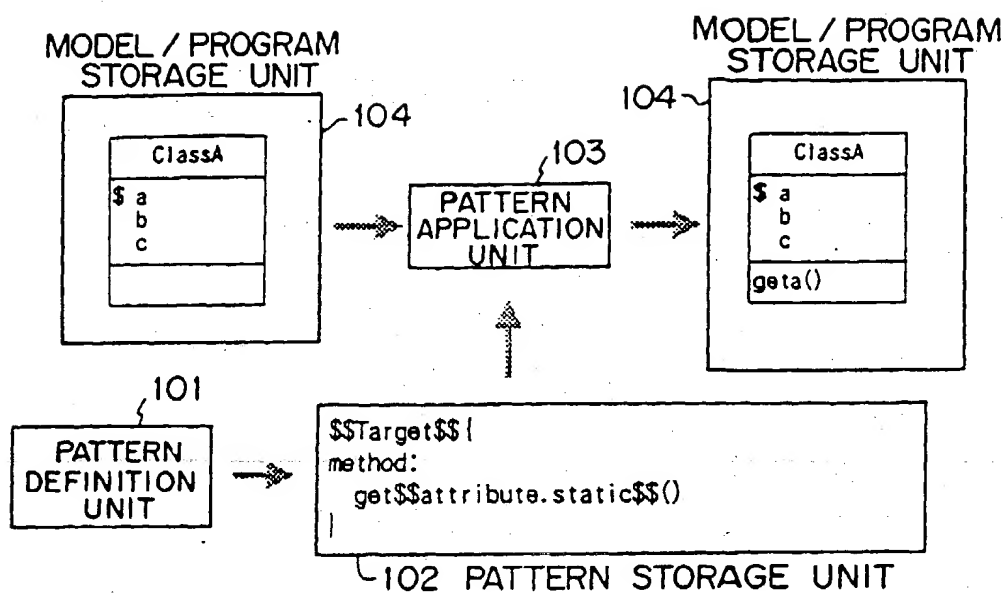 MODEL / PROGRAM
STORAGE UNIT
104
ClassA
$ a
b
c
103
PATTERN
APPLICATION
UNIT
MODEL / PROGRAM
STORAGE UNIT
104
ClassA
$ a
b
c
geta()
101
PATTERN
DEFINITION
UNIT
$$Target$${
method:
get$$attribute.static$$()
}
102 PATTERN STORAGE UNIT